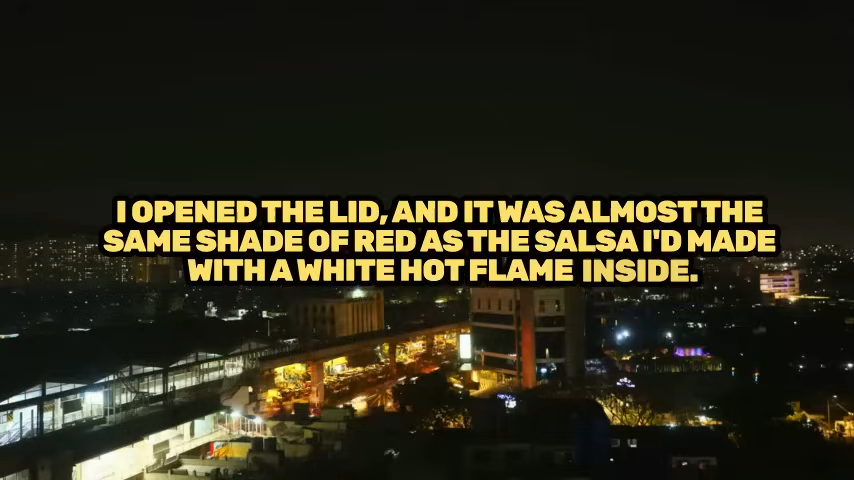 I OPENED THE LID, AND IT WAS ALMOST THE
SAME SHADE OF RED AS THE SALSA I'D MADE
WITH A WHITE HOT FLAME INSIDE.